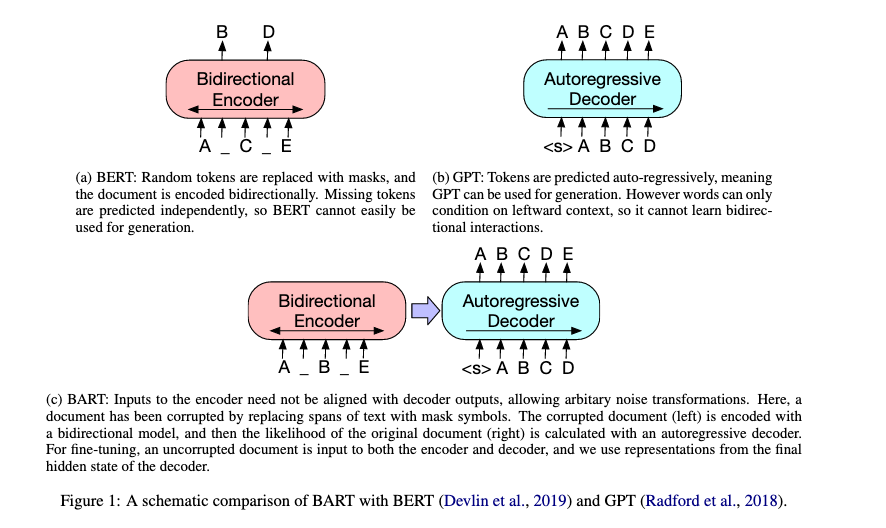 B D
Bidirectional
Encoder
A _ C _ E
(a) BERT: Random tokens are replaced with masks, and
the document is encoded bidirectionally. Missing tokens
are predicted independently, so BERT cannot easily be
used for generation.
A B C D E
Autoregressive
Decoder
<s> A B C D
(b) GPT: Tokens are predicted auto-regressively, meaning
GPT can be used for generation. However words can only
condition on leftward context, so it cannot learn bidirec-
tional interactions.
Bidirectional
Encoder
A _ B _ E
A B C D E
Autoregressive
Decoder
<s> A B C D
(c) BART: Inputs to the encoder need not be aligned with decoder outputs, allowing arbitary noise transformations. Here, a
document has been corrupted by replacing spans of text with mask symbols. The corrupted document (left) is encoded with
a bidirectional model, and then the likelihood of the original document (right) is calculated with an autoregressive decoder.
For fine-tuning, an uncorrupted document is input to both the encoder and decoder, and we use representations from the final
hidden state of the decoder.
Figure 1: A schematic comparison of BART with BERT (Devlin et al., 2019) and GPT (Radford et al., 2018).